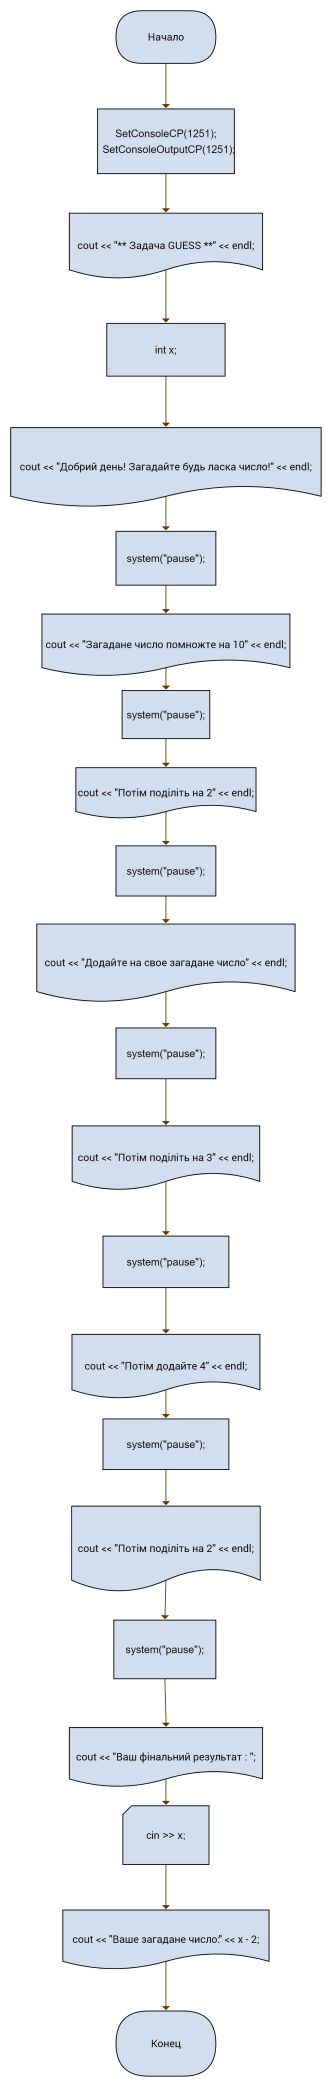 Начало
SetConsoleCP(1251);
SetConsoleOutputCP(1251);
cout << "** Задача GUESS **" << endl;
int x;
cout << "Добрий день! Загадайте будь ласка число!" << endl;
system("pause");
cout << "Загадане число помножте на 10" << endl;
system("pause");
cout << "Потім поділіть на 2" << endl;
system("pause");
cout << "Додайте на свое загадане число" << endl;
system("pause");
cout << "Потім поділіть на 3" << endl;
system("pause");
cout << "Потім додайте 4" << endl;
system("pause");
cout << "Потім поділіть на 2" << endl;
system("pause");
cout << "Ваш фінальний результат : ";
cin >> x;
cout << "Ваше загадане число:" << x - 2;
Конец